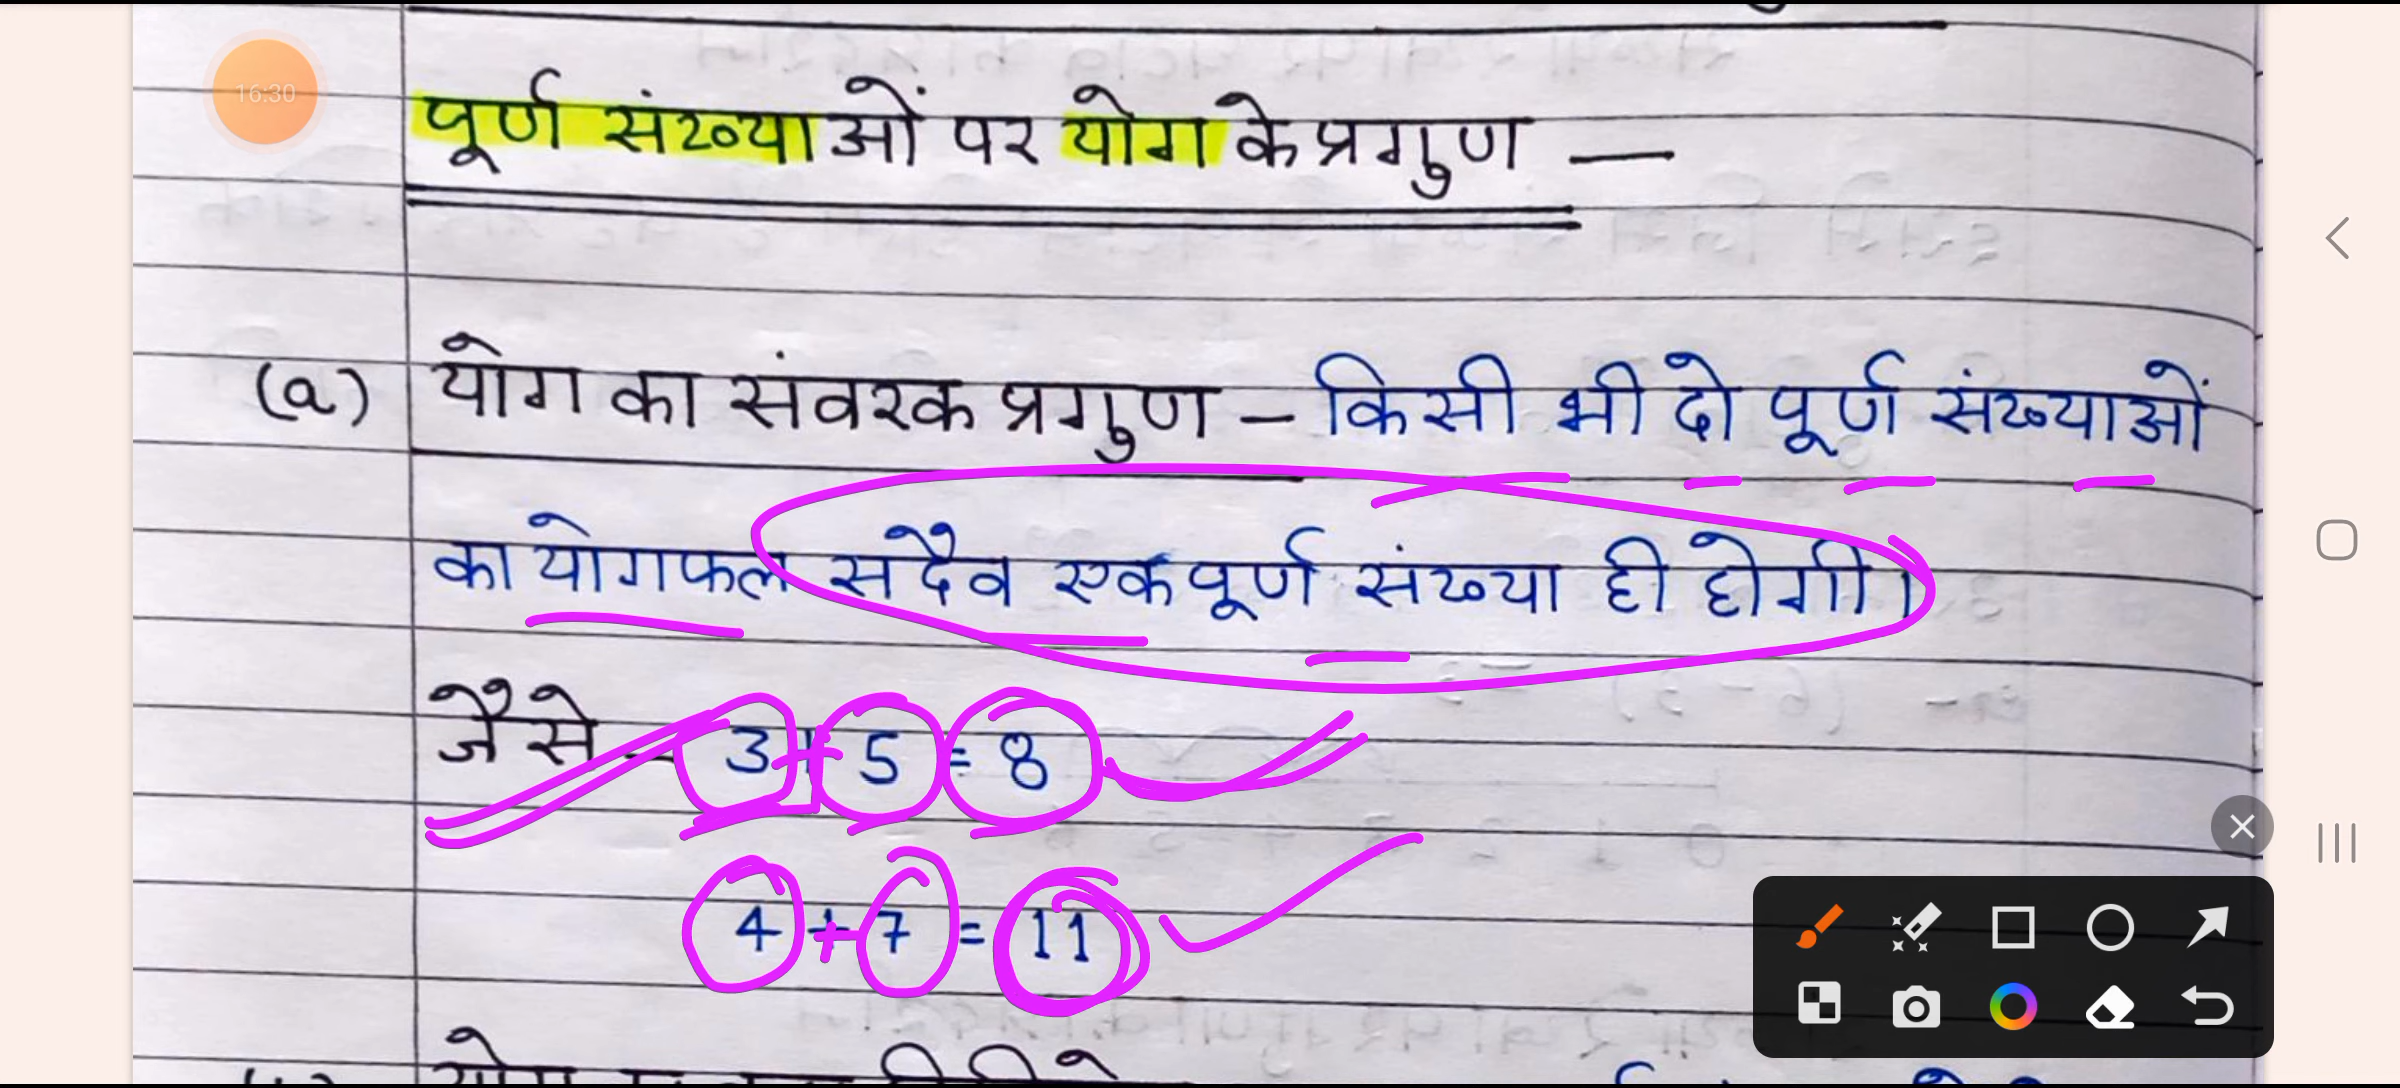 16:30
पूर्ण संख्याओं पर योग के प्रगुण —
(a) योग का संवरक प्रगुण – किसी भी दो पूर्ण संख्याओं
का योगफल सदैव एक पूर्ण संख्या ही होगी।
जैसे – 3 + 5 = 8
4 + 7 = 11